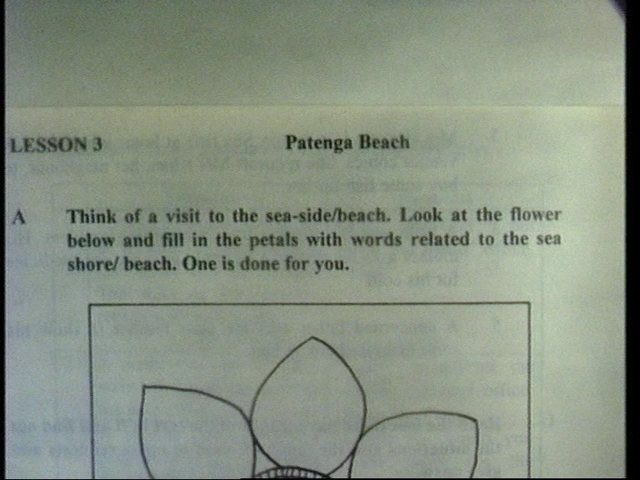 LESSON 3 Patenga Beach
A Think of a visit to the sea-side/beach. Look at the flower
below and fill in the petals with words related to the sea
shore/ beach. One is done for you.